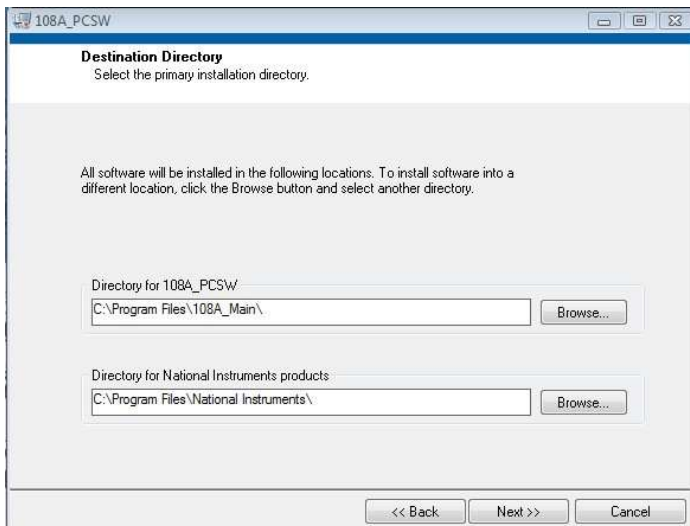 108A_PCSW
Destination Directory
Select the primary installation directory.
All software will be installed in the following locations. To install software into a
different location, click the Browse button and select another directory.
Directory for 108A_PCSW
C:\Program Files\108A_Main\
Browse...
Directory for National Instruments products
C:\Program Files\National Instruments\
Browse...
<< Back
Next >>
Cancel